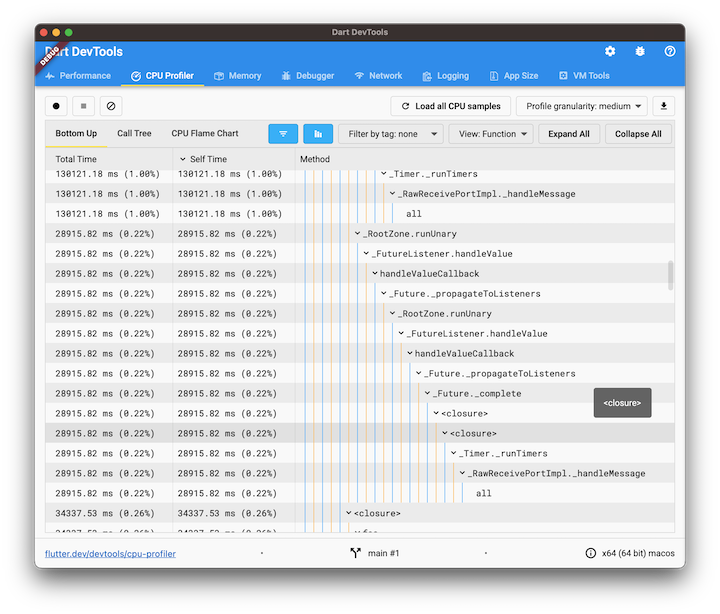 Dart DevTools
DEBUG
Dart DevTools
Performance CPU Profiler Memory Debugger Network Logging App Size VM Tools
Load all CPU samples Profile granularity: medium
Bottom Up Call Tree CPU Flame Chart Filter by tag: none View: Function Expand All Collapse All
Total Time Self Time Method
130121.18 ms (1.00%) 130121.18 ms (1.00%) _Timer._runTimers
130121.18 ms (1.00%) 130121.18 ms (1.00%) _RawReceivePortImpl._handleMessage
130121.18 ms (1.00%) 130121.18 ms (1.00%) all
28915.82 ms (0.22%) 28915.82 ms (0.22%) _RootZone.runUnary
28915.82 ms (0.22%) 28915.82 ms (0.22%) _FutureListener.handleValue
28915.82 ms (0.22%) 28915.82 ms (0.22%) handleValueCallback
28915.82 ms (0.22%) 28915.82 ms (0.22%) _Future._propagateToListeners
28915.82 ms (0.22%) 28915.82 ms (0.22%) _RootZone.runUnary
28915.82 ms (0.22%) 28915.82 ms (0.22%) _FutureListener.handleValue
28915.82 ms (0.22%) 28915.82 ms (0.22%) handleValueCallback
28915.82 ms (0.22%) 28915.82 ms (0.22%) _Future._propagateToListeners
28915.82 ms (0.22%) 28915.82 ms (0.22%) _Future._complete
<closure>
28915.82 ms (0.22%) 28915.82 ms (0.22%) <closure>
28915.82 ms (0.22%) 28915.82 ms (0.22%) <closure>
28915.82 ms (0.22%) 28915.82 ms (0.22%) _Timer._runTimers
28915.82 ms (0.22%) 28915.82 ms (0.22%) _RawReceivePortImpl._handleMessage
28915.82 ms (0.22%) 28915.82 ms (0.22%) all
34337.53 ms (0.26%) 34337.53 ms (0.26%) <closure>
flutter.dev/devtools/cpu-profiler • main #1 • x64 (64 bit) macos